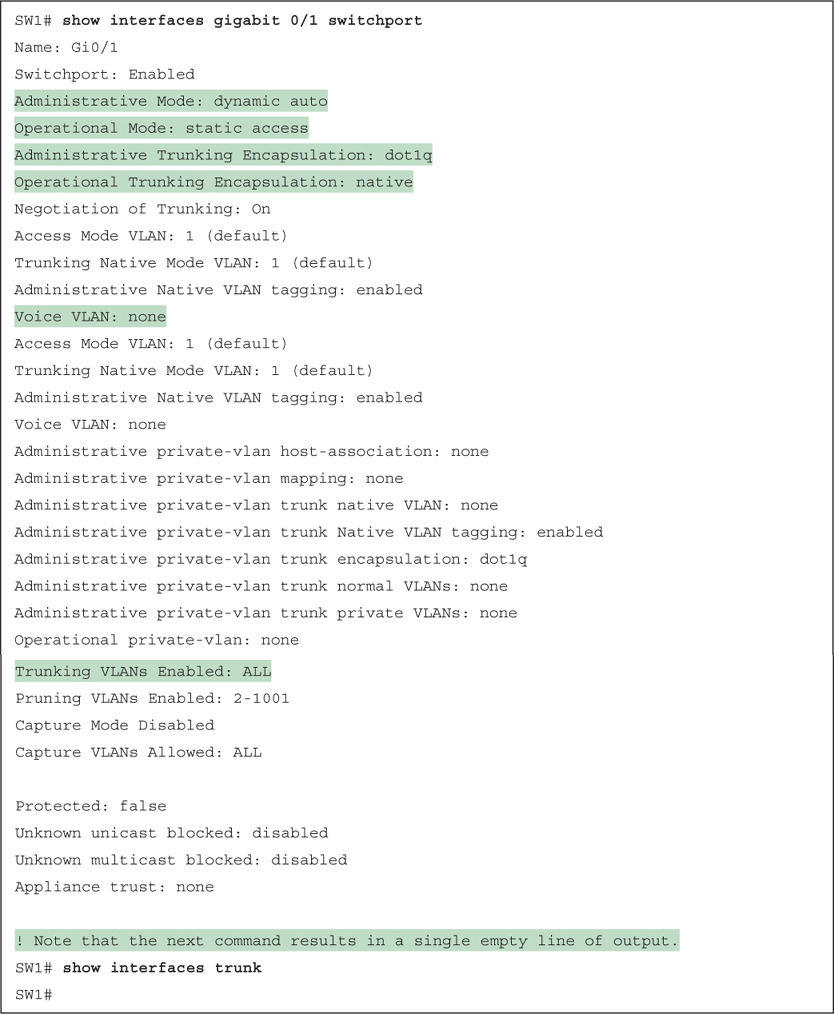 SW1# show interfaces gigabit 0/1 switchport
Name: Gi0/1
Switchport: Enabled
Administrative Mode: dynamic auto
Operational Mode: static access
Administrative Trunking Encapsulation: dot1q
Operational Trunking Encapsulation: native
Negotiation of Trunking: On
Access Mode VLAN: 1 (default)
Trunking Native Mode VLAN: 1 (default)
Administrative Native VLAN tagging: enabled
Voice VLAN: none
Access Mode VLAN: 1 (default)
Trunking Native Mode VLAN: 1 (default)
Administrative Native VLAN tagging: enabled
Voice VLAN: none
Administrative private-vlan host-association: none
Administrative private-vlan mapping: none
Administrative private-vlan trunk native VLAN: none
Administrative private-vlan trunk Native VLAN tagging: enabled
Administrative private-vlan trunk encapsulation: dot1q
Administrative private-vlan trunk normal VLANs: none
Administrative private-vlan trunk private VLANs: none
Operational private-vlan: none
Trunking VLANs Enabled: ALL
Pruning VLANs Enabled: 2-1001
Capture Mode Disabled
Capture VLANs Allowed: ALL
Protected: false
Unknown unicast blocked: disabled
Unknown multicast blocked: disabled
Appliance trust: none
! Note that the next command results in a single empty line of output.
SW1# show interfaces trunk
SW1#